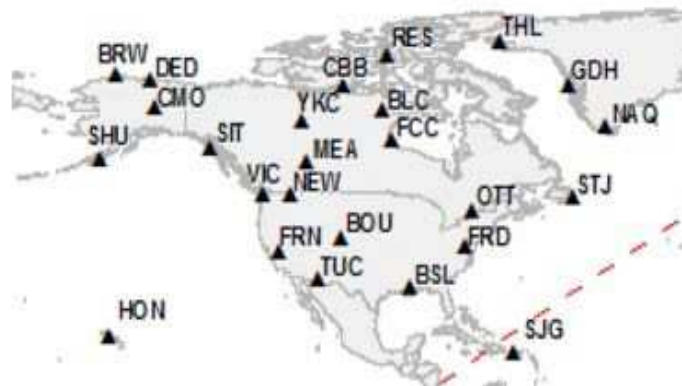 THL
RES
BRW
DED
CBB
GDH
CMO
YKC
BLC
NAQ
FCC
SHU
SIT
MEA
VIC
NEW
STJ
OTT
BOU
FRN
FRD
TUC
BSL
HON
SJG